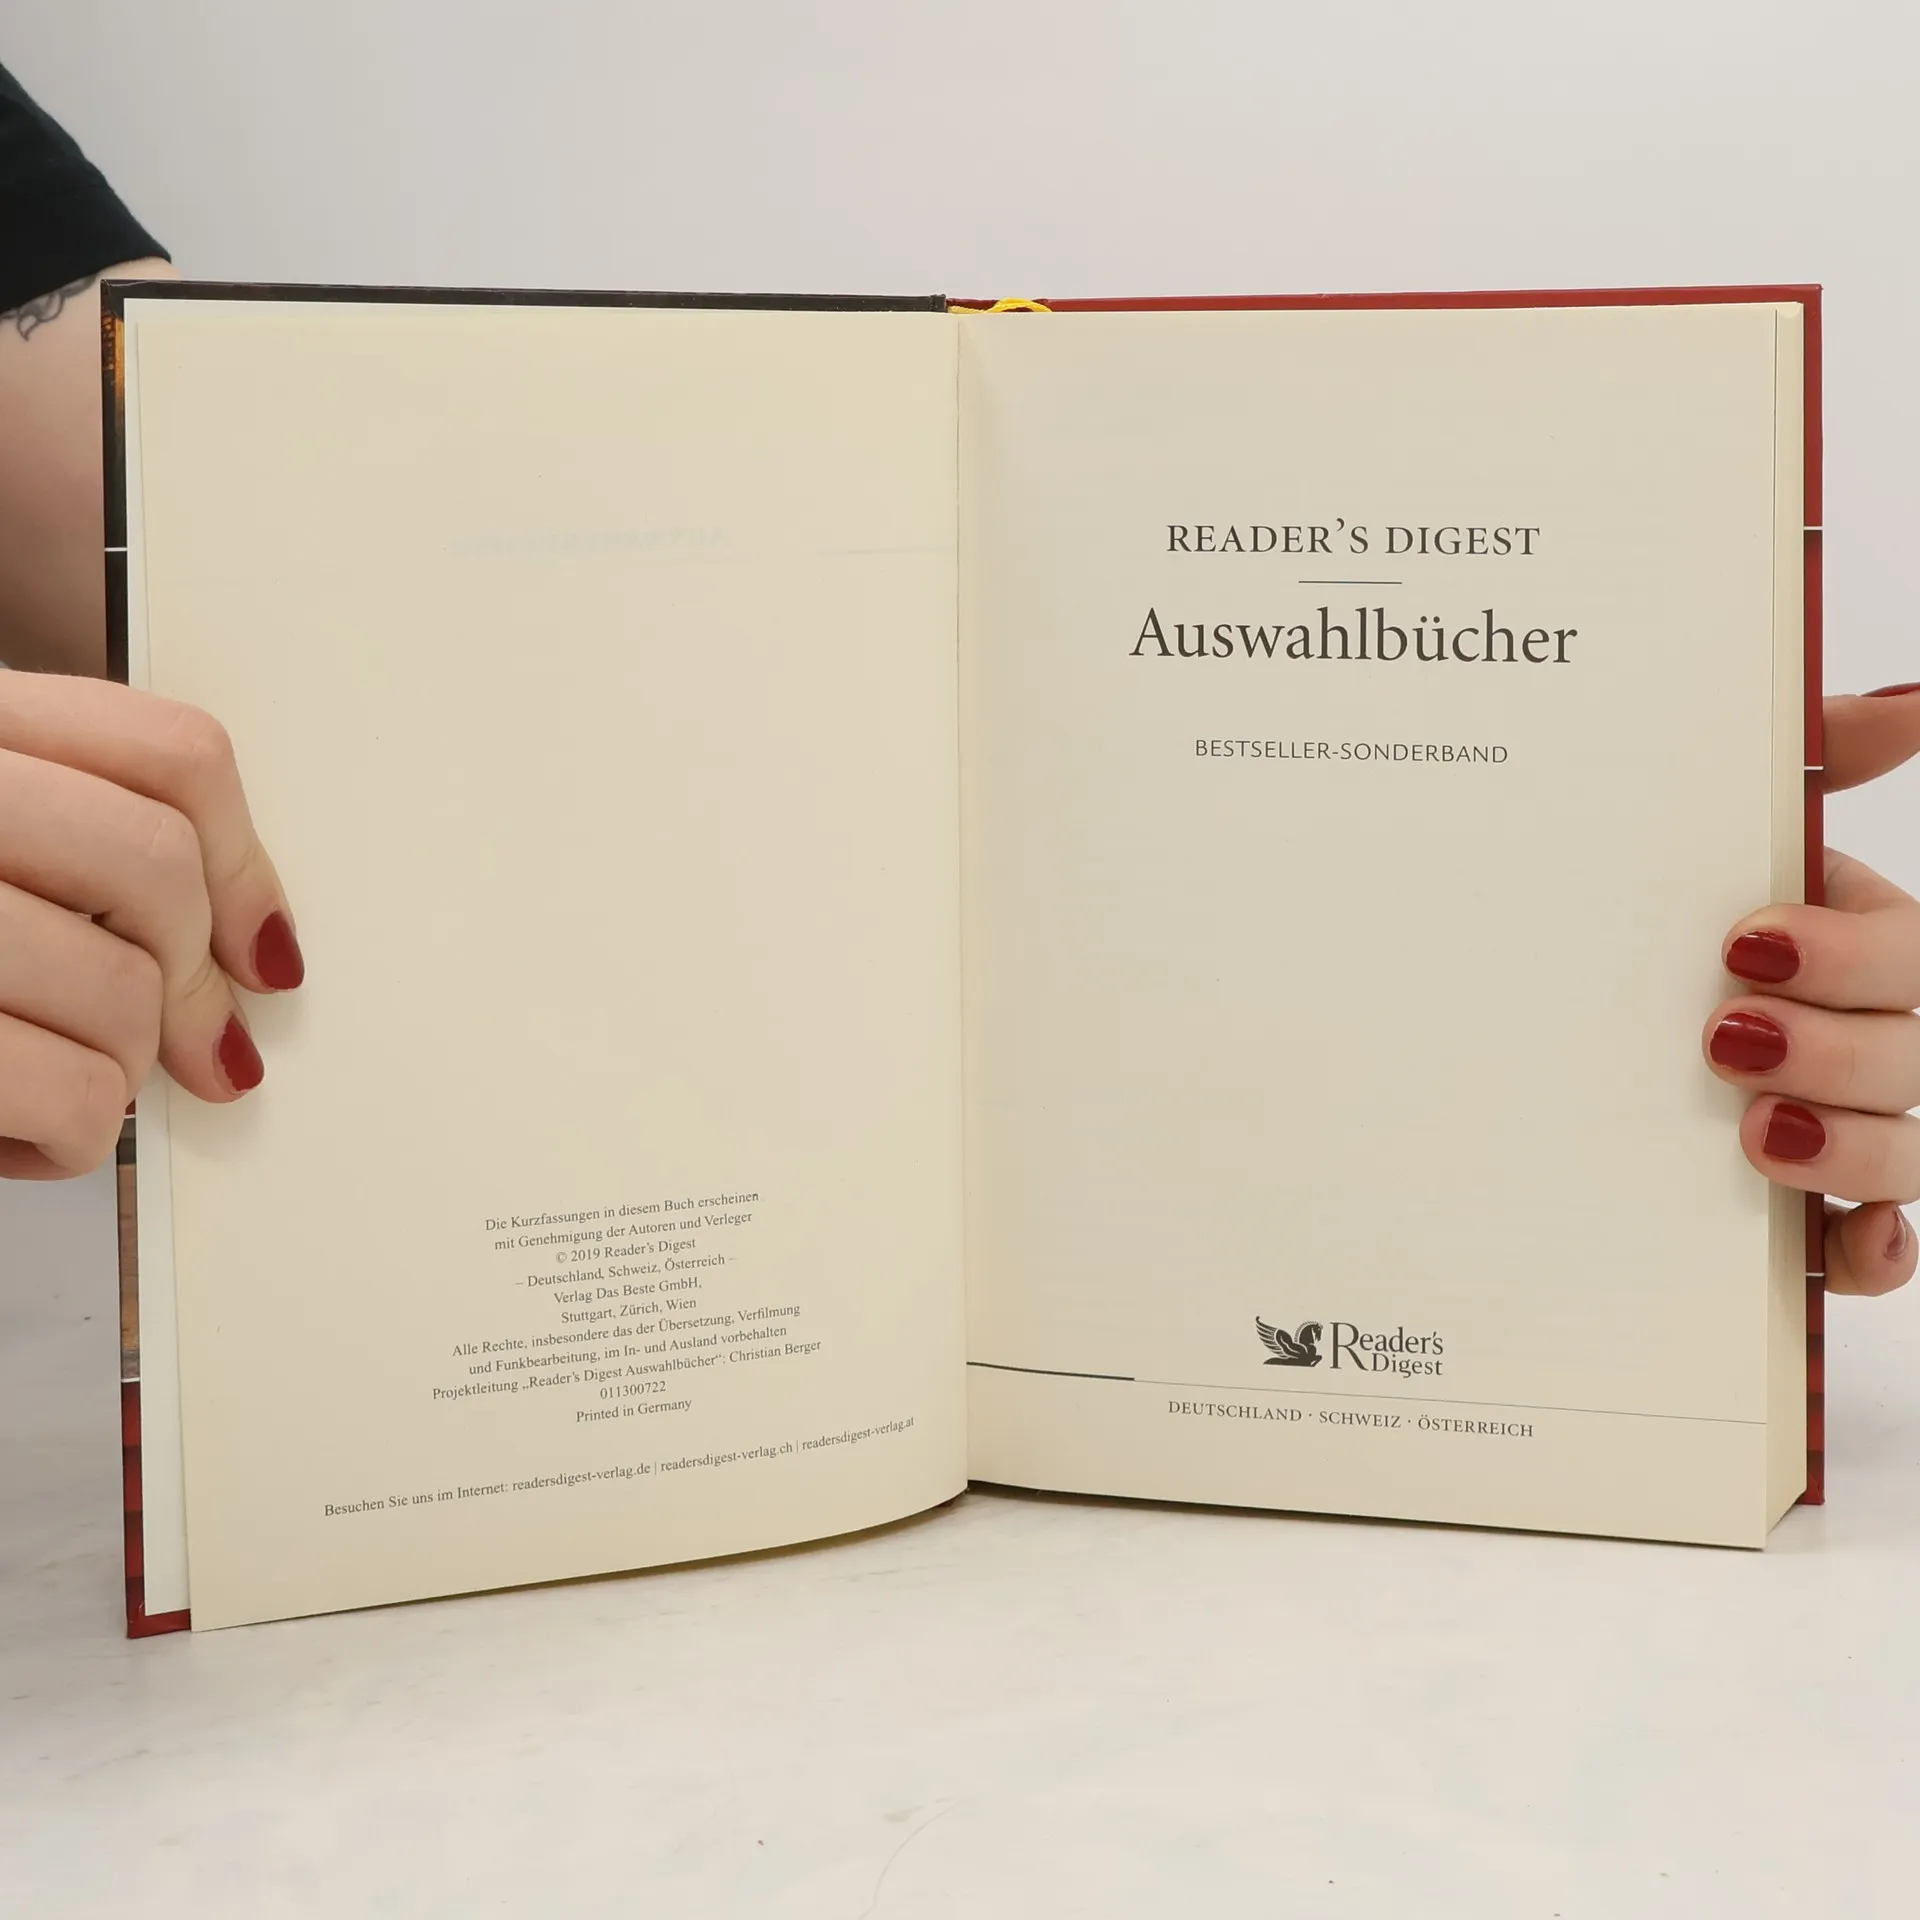 Die Kurzfassungen in diesem Buch erscheinen
mit Genehmigung der Autoren und Verleger
© 2019 Reader's Digest
– Deutschland, Schweiz, Österreich –
Verlag Das Beste GmbH,
Stuttgart, Zürich, Wien
Alle Rechte, insbesondere das der Übersetzung, Verfilmung
und Funkbearbeitung, im In- und Ausland vorbehalten
Projektleitung „Reader's Digest Auswahlbücher“: Christian Berger
011300722
Printed in Germany
Besuchen Sie uns im Internet: readersdigest-verlag.de | readersdigest-verlag.ch | readersdigest-verlag.at
READER’S DIGEST
Auswahlbücher
BESTSELLER-SONDERBAND
Reader's
Digest
DEUTSCHLAND · SCHWEIZ · ÖSTERREICH